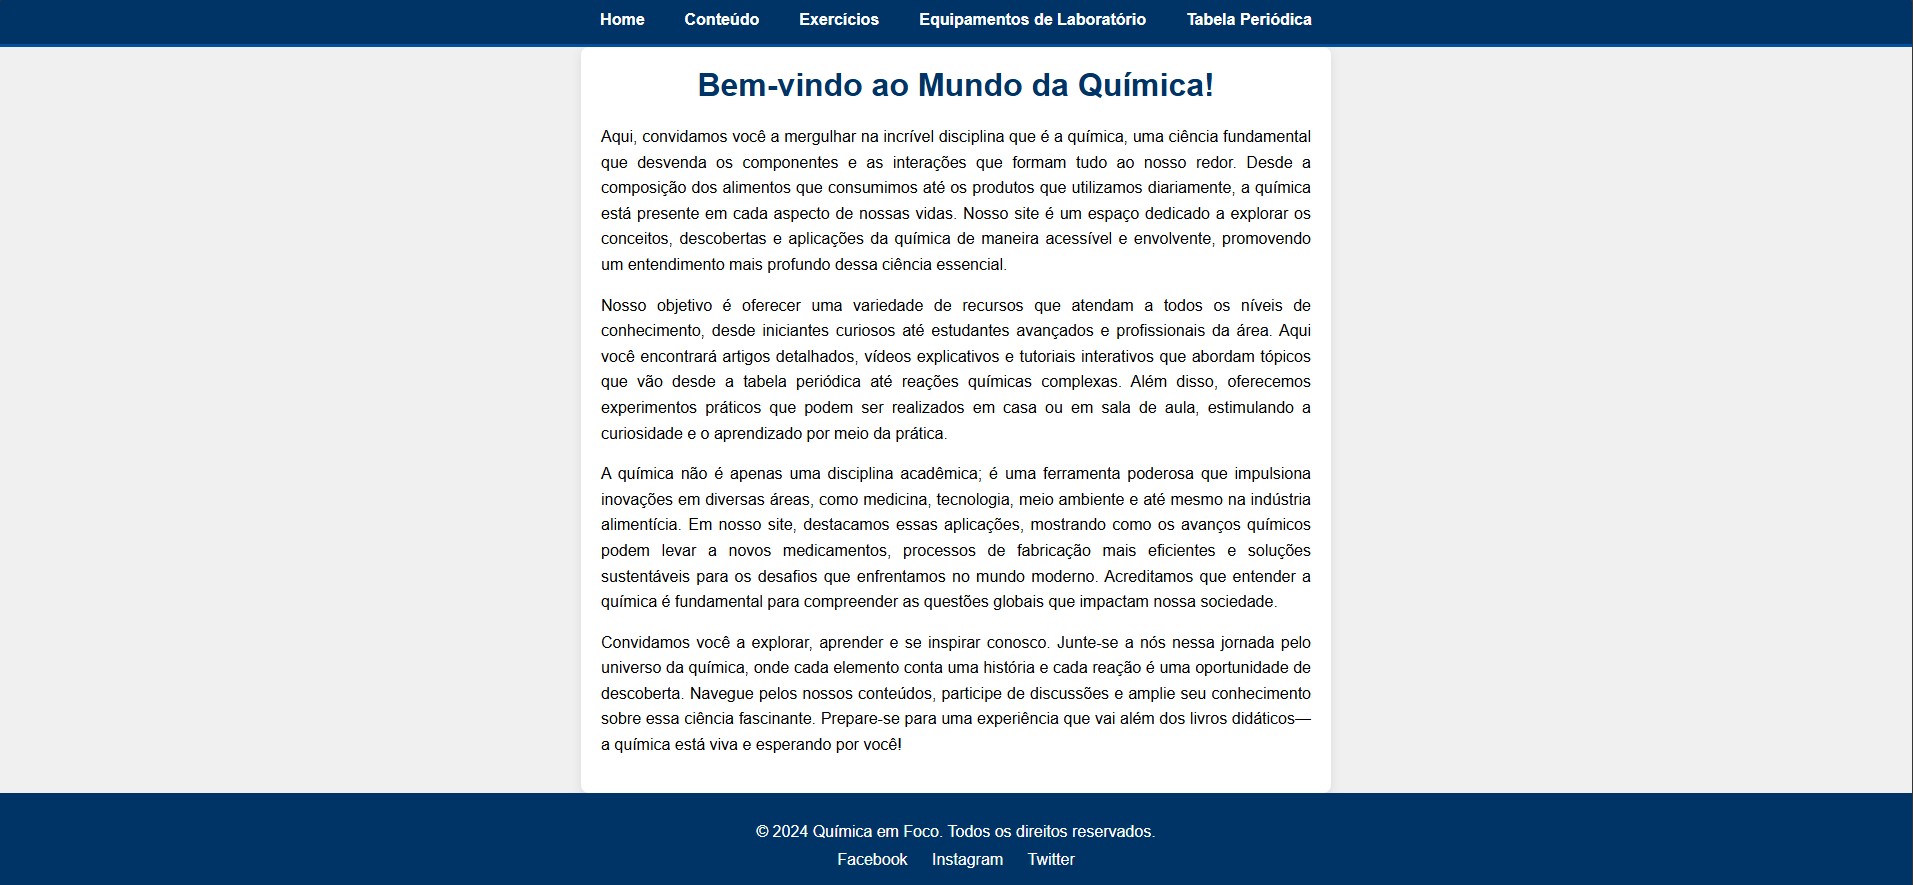 Home Conteúdo Exercícios Equipamentos de Laboratório Tabela Periódica
Bem-vindo ao Mundo da Química!
Aqui, convidamos você a mergulhar na incrível disciplina que é a química, uma ciência fundamental
que desvenda os componentes e as interações que formam tudo ao nosso redor. Desde a
composição dos alimentos que consumimos até os produtos que utilizamos diariamente, a química
está presente em cada aspecto de nossas vidas. Nosso site é um espaço dedicado a explorar os
conceitos, descobertas e aplicações da química de maneira acessível e envolvente, promovendo
um entendimento mais profundo dessa ciência essencial.
Nosso objetivo é oferecer uma variedade de recursos que atendam a todos os níveis de
conhecimento, desde iniciantes curiosos até estudantes avançados e profissionais da área. Aqui
você encontrará artigos detalhados, vídeos explicativos e tutoriais interativos que abordam tópicos
que vão desde a tabela periódica até reações químicas complexas. Além disso, oferecemos
experimentos práticos que podem ser realizados em casa ou em sala de aula, estimulando a
curiosidade e o aprendizado por meio da prática.
A química não é apenas uma disciplina acadêmica; é uma ferramenta poderosa que impulsiona
inovações em diversas áreas, como medicina, tecnologia, meio ambiente e até mesmo na indústria
alimentícia. Em nosso site, destacamos essas aplicações, mostrando como os avanços químicos
podem levar a novos medicamentos, processos de fabricação mais eficientes e soluções
sustentáveis para os desafios que enfrentamos no mundo moderno. Acreditamos que entender a
química é fundamental para compreender as questões globais que impactam nossa sociedade.
Convidamos você a explorar, aprender e se inspirar conosco. Junte-se a nós nessa jornada pelo
universo da química, onde cada elemento conta uma história e cada reação é uma oportunidade de
descoberta. Navegue pelos nossos conteúdos, participe de discussões e amplie seu conhecimento
sobre essa ciência fascinante. Prepare-se para uma experiência que vai além dos livros didáticos—
a química está viva e esperando por você!
© 2024 Química em Foco. Todos os direitos reservados.
Facebook Instagram Twitter